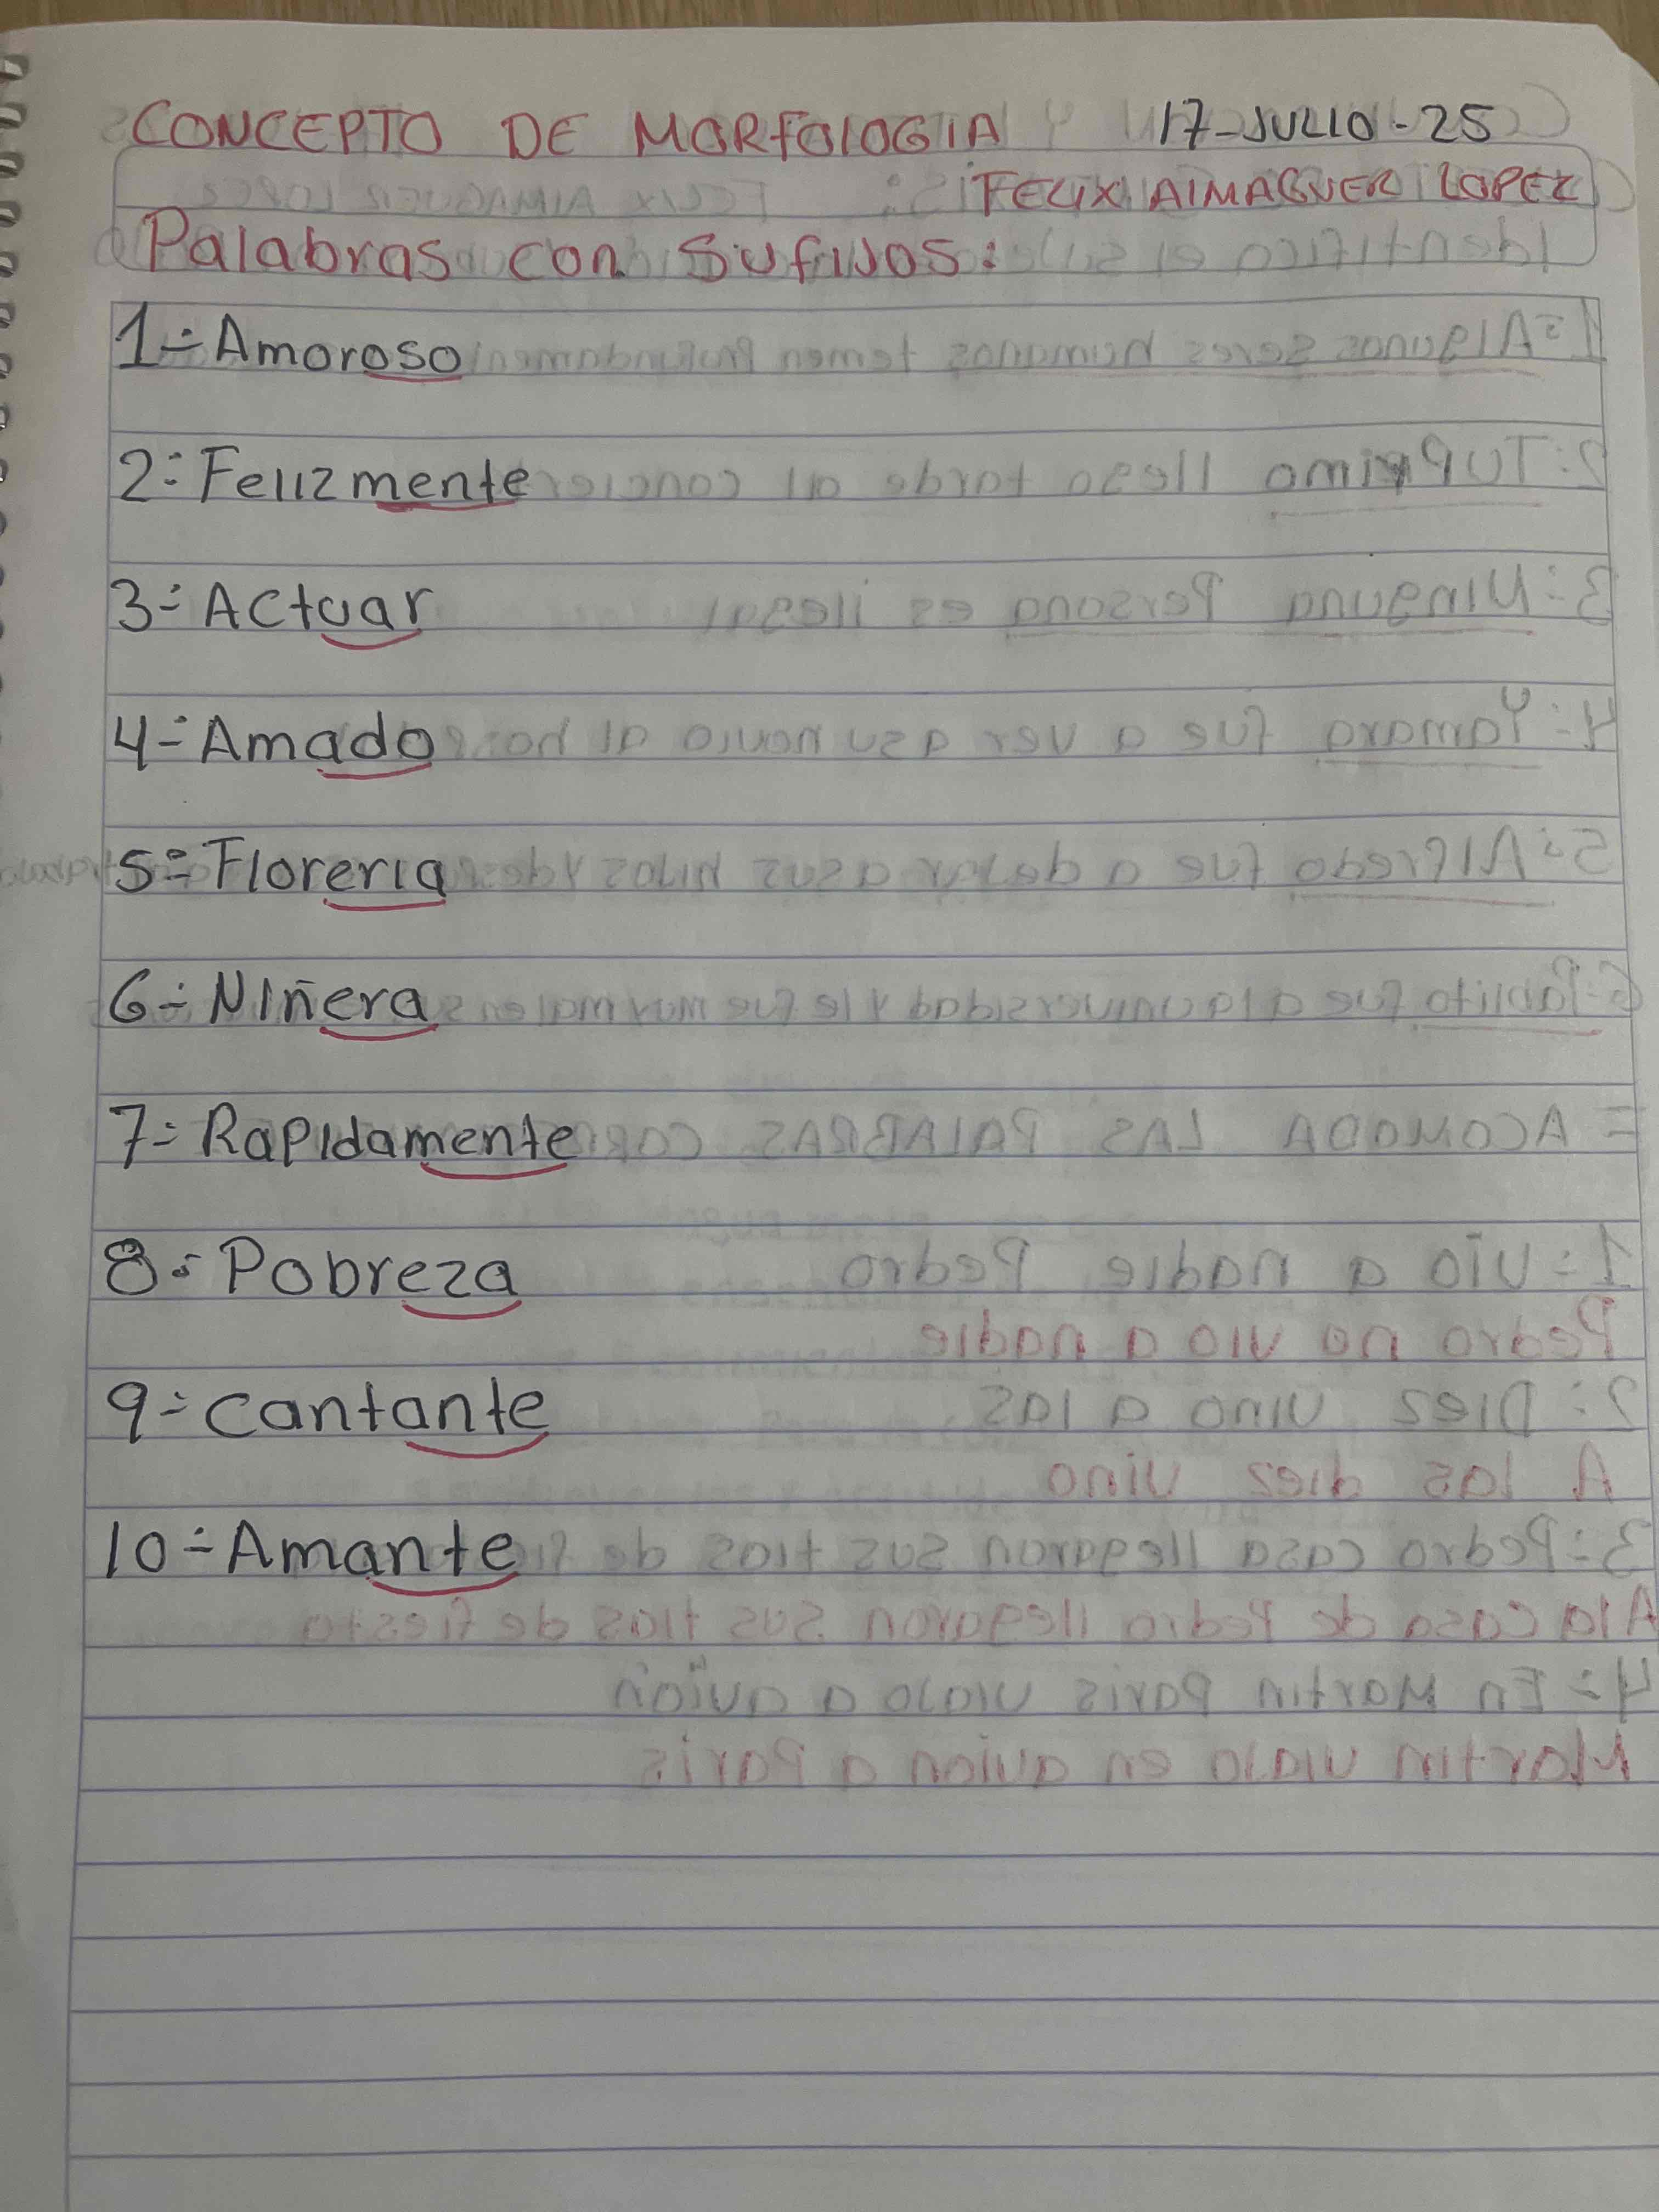 CONCEPTO DE MORFOLOGIA 17-JULIO-25
FELIX AlMAGUER LOPEZ
Palabras con Sufijos:
1÷Amoroso
2÷Felizmente
3÷Actuar
4÷Amado
5÷Floreria
6÷Niñera
7÷Rapidamente
8÷Pobreza
9÷cantante
10÷Amante